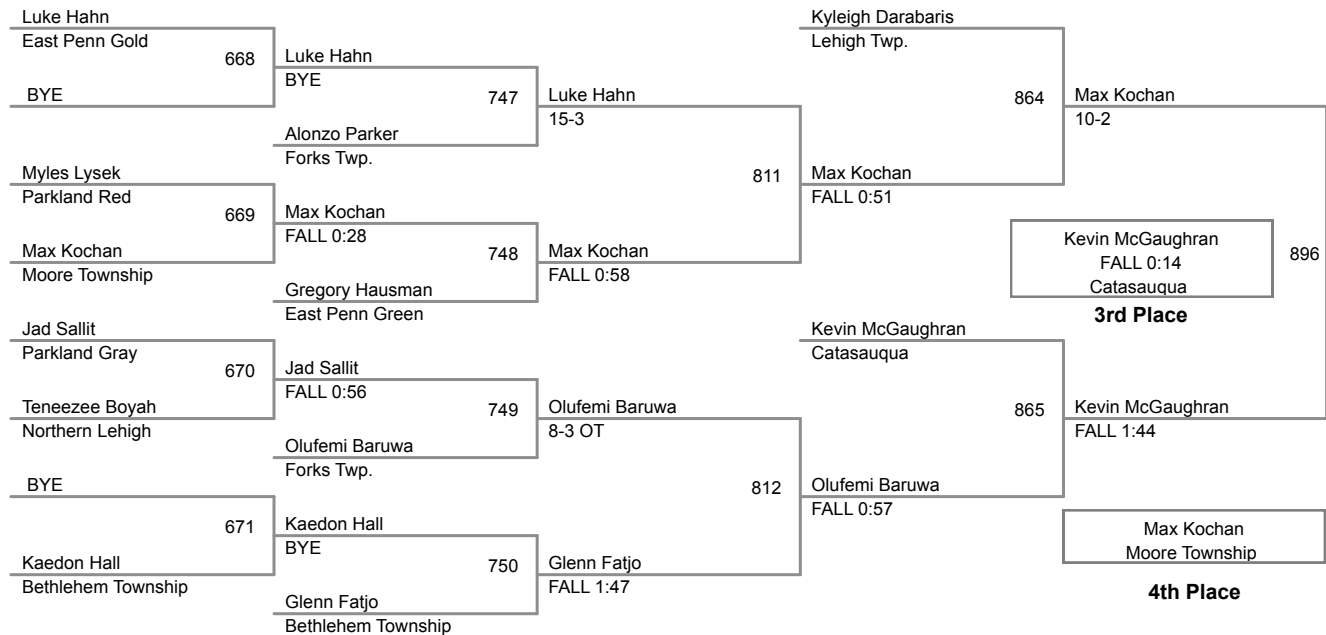 Luke Hahn
East Penn Gold
668
BYE
Myles Lysek
Parkland Red
669
Max Kochan
Moore Township
Jad Sallit
Parkland Gray
670
Teneezee Boyah
Northern Lehigh
BYE
671
Kaedon Hall
Bethlehem Township
Luke Hahn
BYE
747
Alonzo Parker
Forks Twp.
Max Kochan
FALL 0:28
748
Gregory Hausman
East Penn Green
Jad Sallit
FALL 0:56
749
Olufemi Baruwa
Forks Twp.
Kaedon Hall
BYE
750
Glenn Fatjo
Bethlehem Township
Luke Hahn
15-3
811
Max Kochan
FALL 0:58
Olufemi Baruwa
8-3 OT
812
Glenn Fatjo
FALL 1:47
Kyleigh Darabaris
Lehigh Twp.
864
Max Kochan
FALL 0:51
Kevin McGaughran
Catasauqua
865
Olufemi Baruwa
FALL 0:57
Max Kochan
10-2
896
Kevin McGaughran
FALL 1:44
Kevin McGaughran
FALL 0:14
Catasauqua
3rd Place
Max Kochan
Moore Township
4th Place